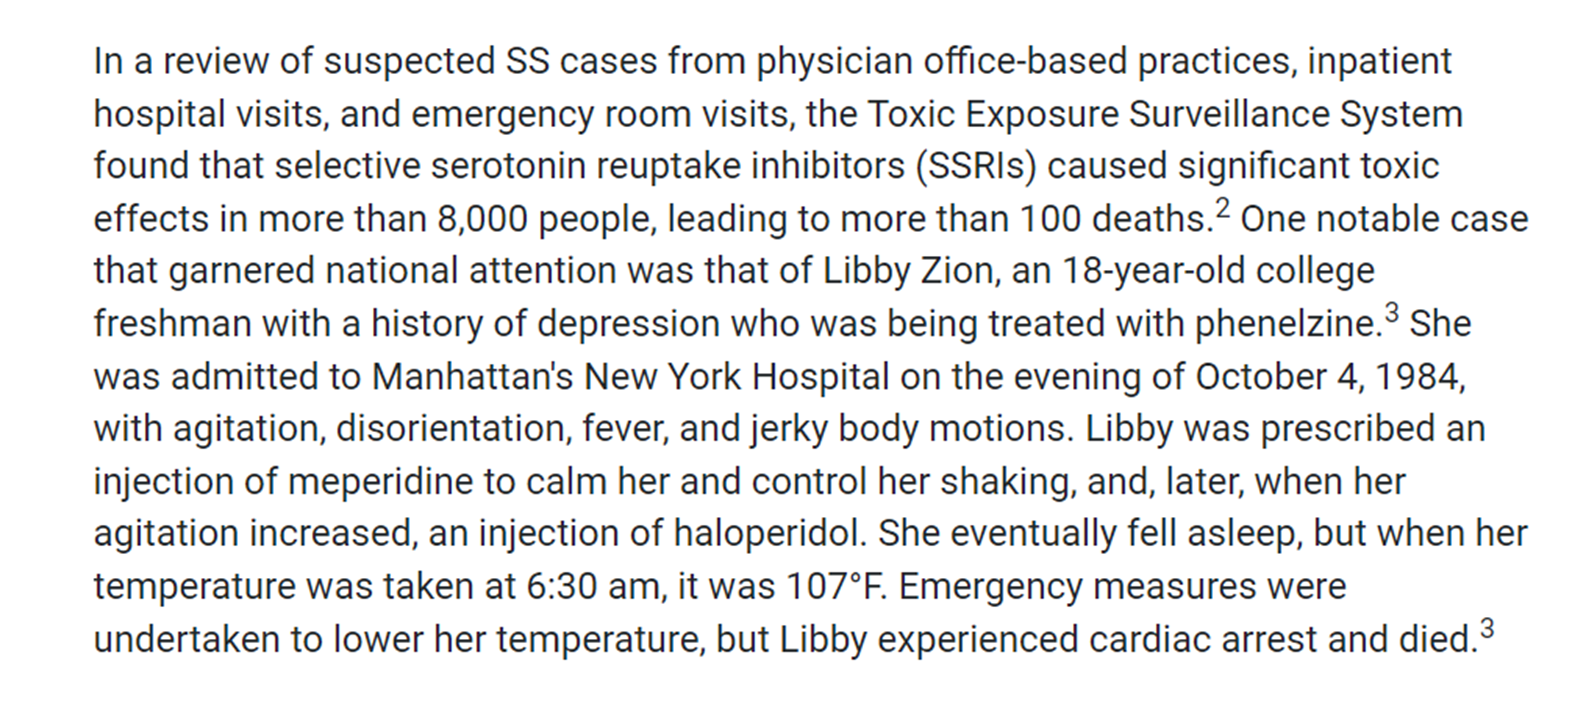 In a review of suspected SS cases from physician office-based practices, inpatient
hospital visits, and emergency room visits, the Toxic Exposure Surveillance System
found that selective serotonin reuptake inhibitors (SSRIs) caused significant toxic
effects in more than 8,000 people, leading to more than 100 deaths.2 One notable case
that garnered national attention was that of Libby Zion, an 18-year-old college
freshman with a history of depression who was being treated with phenelzine.3 She
was admitted to Manhattan's New York Hospital on the evening of October 4, 1984,
with agitation, disorientation, fever, and jerky body motions. Libby was prescribed an
injection of meperidine to calm her and control her shaking, and, later, when her
agitation increased, an injection of haloperidol. She eventually fell asleep, but when her
temperature was taken at 6:30 am, it was 107°F. Emergency measures were
undertaken to lower her temperature, but Libby experienced cardiac arrest and died.3